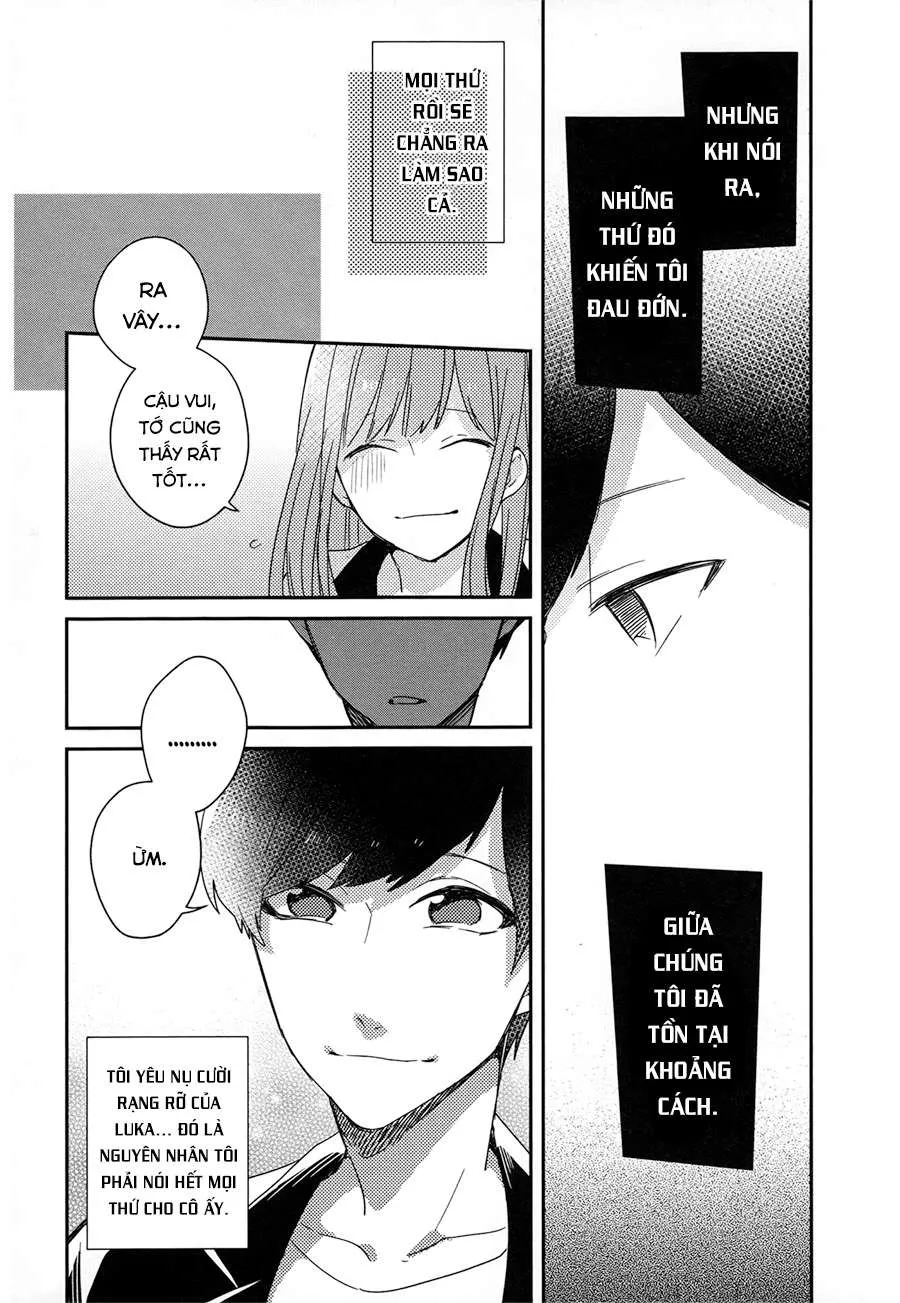 NHƯNG
KHI NÓI
RA,
NHỮNG
THỨ ĐÓ
KHIẾN TÔI
ĐAU ĐỚN.
GIỮA
CHÚNG
TÔI ĐÃ
TỒN TẠI
KHOẢNG
CÁCH.
MỌI THỨ
RÔI SẼ
CHẲNG RA
LÀM SAO
CẢ.
RA
VÂY...
CẬU VUI,
TỚ CŨNG
THẤY RẤT
TỐT...
..........
ỪM.
TÔI YÊU NỤ CƯỜI
RẠNG RỠ CỦA
LUKA... ĐÓ LÀ
NGUYÊN NHÂN TÔI
PHẢI NÓI HẾT MỌI
THỨ CHO CÔ ẤY.